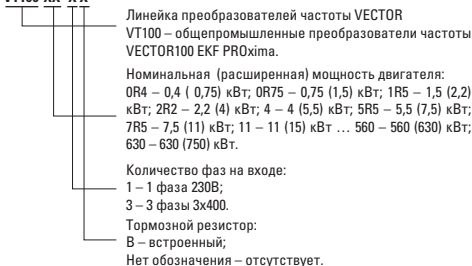 Линейка преобразователей частоты VECTOR
VT100 – общепромышленные преобразователи частоты
VECTOR100 EKF PROxima.
Номинальная (расширенная) мощность двигателя:
0R4 – 0,4 ( 0,75) кВт; 0R75 – 0,75 (1,5) кВт; 1R5 – 1,5 (2,2)
кВт; 2R2 – 2,2 (4) кВт; 4 – 4 (5,5) кВт; 5R5 – 5,5 (7,5) кВт;
7R5 – 7,5 (11) кВт; 11 – 11 (15) кВт … 560 – 560 (630) кВт;
630 – 630 (750) кВт.
Количество фаз на входе:
1 – 1 фаза 230В;
3 – 3 фазы 3х400.
Тормозной резистор:
В – встроенный;
Нет обозначения – отсутствует.